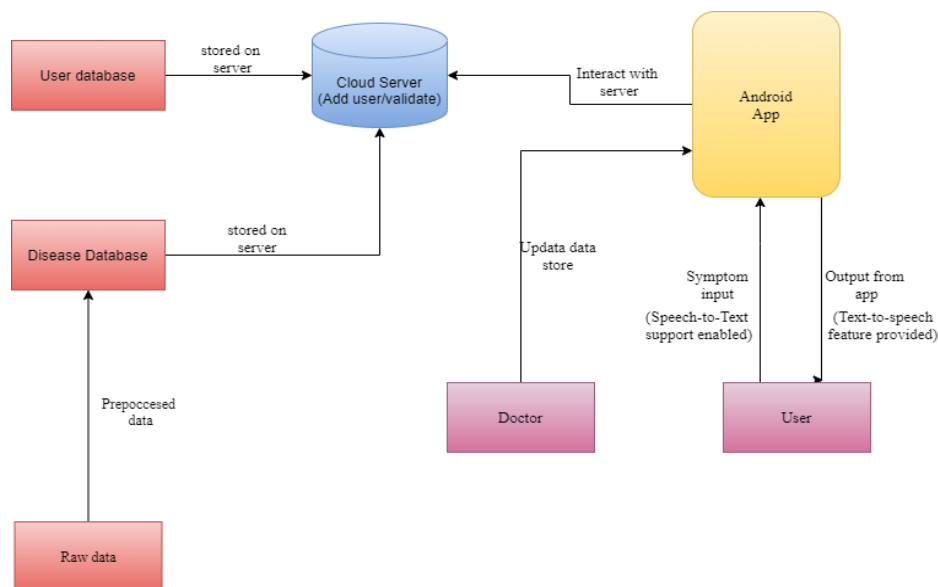 User database
stored on
server
Cloud Server
(Add user/validate)
Interact with
server
Android
App
Disease Database
stored on
server
Updata data
store
Symptom
input
(Speech-to-Text
support enabled)
Output from
app
(Text-to-speech
feature provided)
Prepoccesed
data
Doctor
User
Raw data